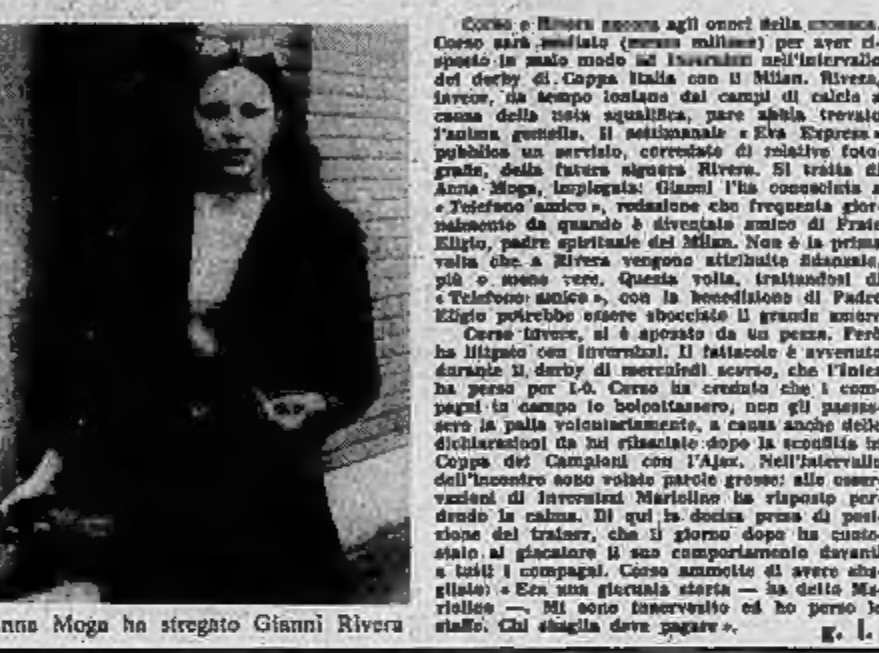 Corso e Rivera ancora agli onori della cronaca.
Corso sarà multato (mezzo milione) per aver ri-
sposto in malo modo ad Invernizzi nell'intervallo
del derby di Coppa Italia con il Milan. Rivera,
invece, da tempo lontano dai campi di calcio a
causa della nota squalifica, pare abbia trovato
l'anima gemella. Il settimanale « Eva Express »
pubblica un servizio, corredato di relative foto-
grafie, della futura signora Rivera. Si tratta di
Anna Moga, impiegata: Gianni l'ha conosciuta a
« Telefono amico », redazione che frequenta gior-
nalmente da quando è diventato amico di Frate
Eligio, padre spirituale del Milan. Non è la prima
volta che a Rivera vengono attribuite fidanzate,
più o meno vere. Questa volta, trattandosi di
« Telefono amico », con la benedizione di Padre
Eligio potrebbe essere sbocciato il grande amore
Corso invece, si è sposato da un pezzo. Però
ha litigato con Invernizzi. Il fattaccio è avvenuto
durante il derby di mercoledì scorso, che l'Inter
ha perso per 1-0. Corso ha creduto che i com-
pagni in campo lo boicottassero, non gli passas-
sero la palla volontariamente, a causa anche delle
dichiarazioni da lui rilasciate dopo la sconfitta in
Coppa dei Campioni con l'Ajax. Nell'intervallo
dell'incontro sono volate parole grosse: alle osser-
vazioni di Invernizzi Mariolino ha risposto per-
dendo la calma. Di qui la decisa presa di posi-
zione del trainer, che il giorno dopo ha conte-
stato al giocatore il suo comportamento davanti
a tutti i compagni. Corso ammette di avere sba-
gliato: « Era una giornata storta — ha detto Ma-
riolino —. Mi sono innervosito ed ho perso le
staffe. Chi sbaglia deve pagare ».
g. l.
nna Moga ha stregato Gianni Rivera